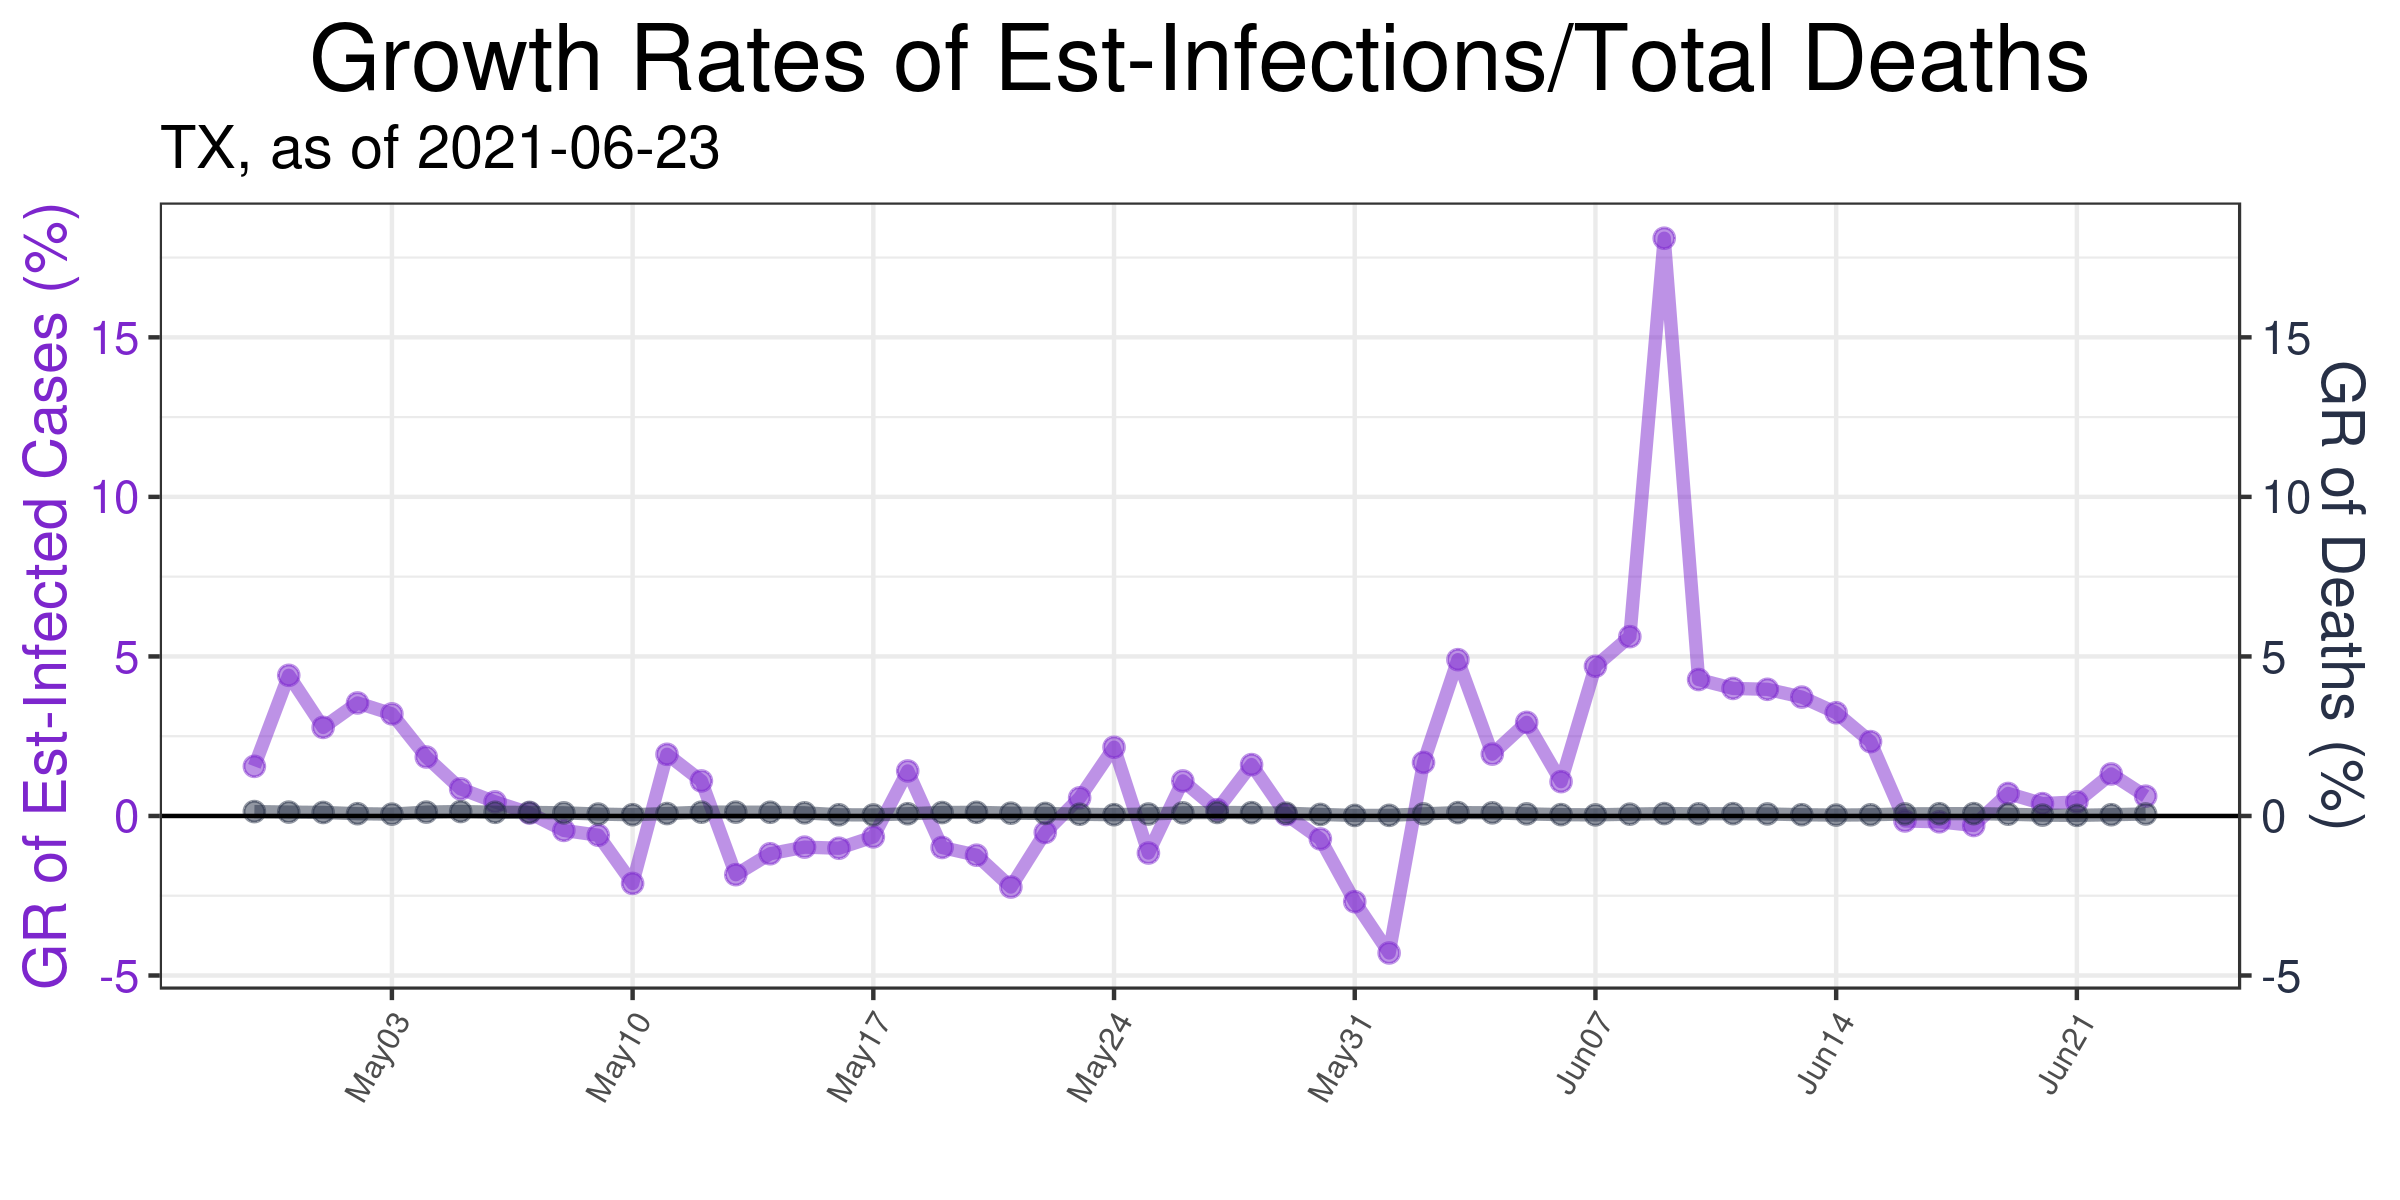 Growth Rates of Est-Infections/Total Deaths
TX, as of 2021-06-23
GR of Est-Infected Cases (%)
15
10
5
0
-5
15
10
5
0
-5
GR of Deaths (%)
May03
May10
May17
May24
May31
Jun07
Jun14
Jun21